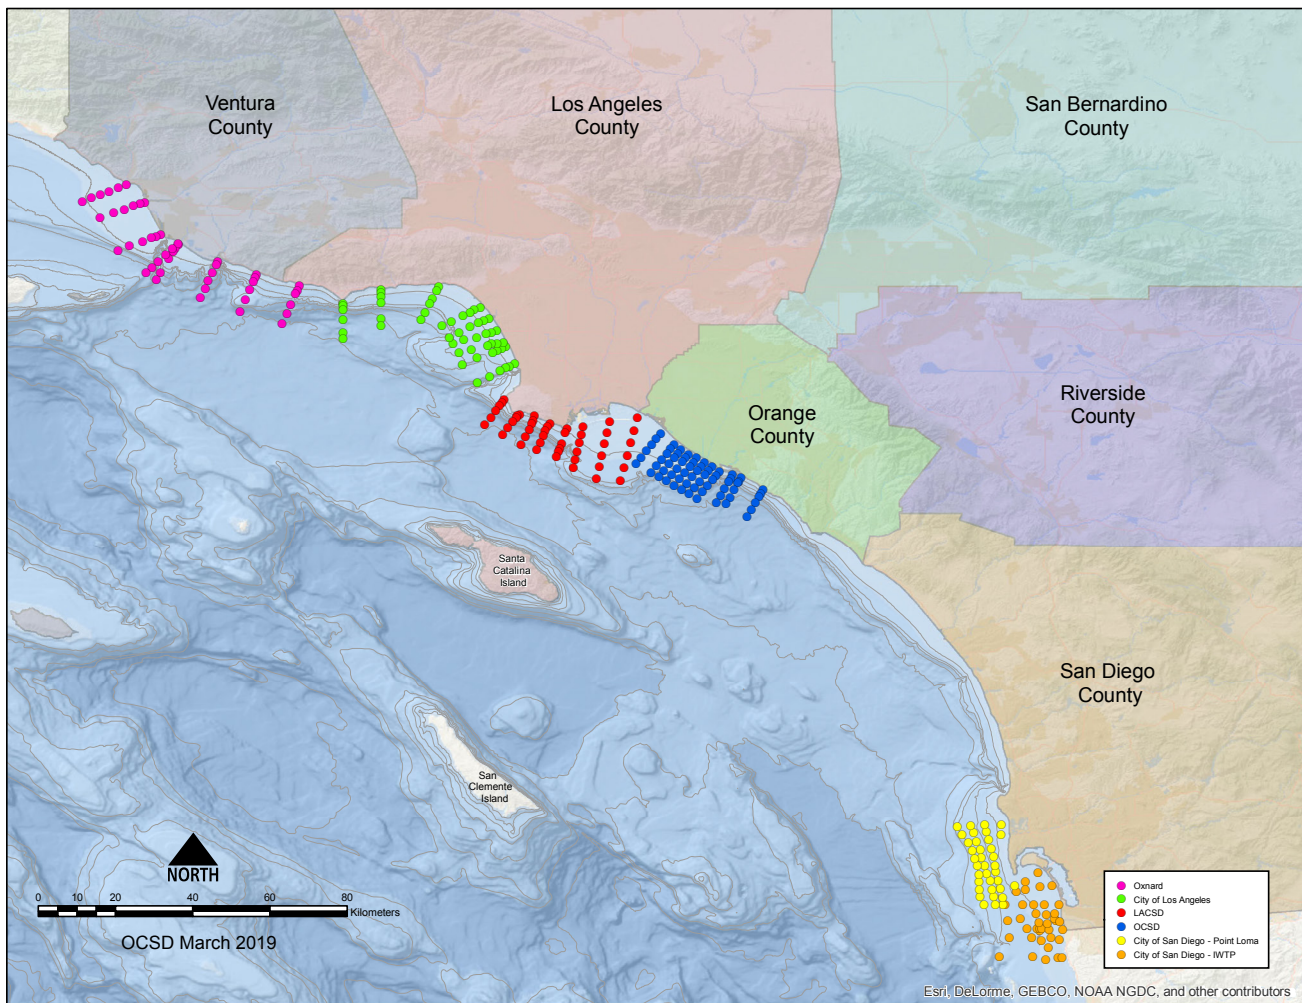 Ventura
County
Los Angeles
County
San Bernardino
County
Orange
County
Riverside
County
Santa
Catalina
Island
San Diego
County
San
Clemente
Island
NORTH
0 10 20 40 60 80
Kilometers
OCSD March 2019
Oxnard
City of Los Angeles
LACSD
OCSD
City of San Diego - Point Loma
City of San Diego - IWTP
Esri, DeLorme, GEBCO, NOAA NGDC, and other contributors